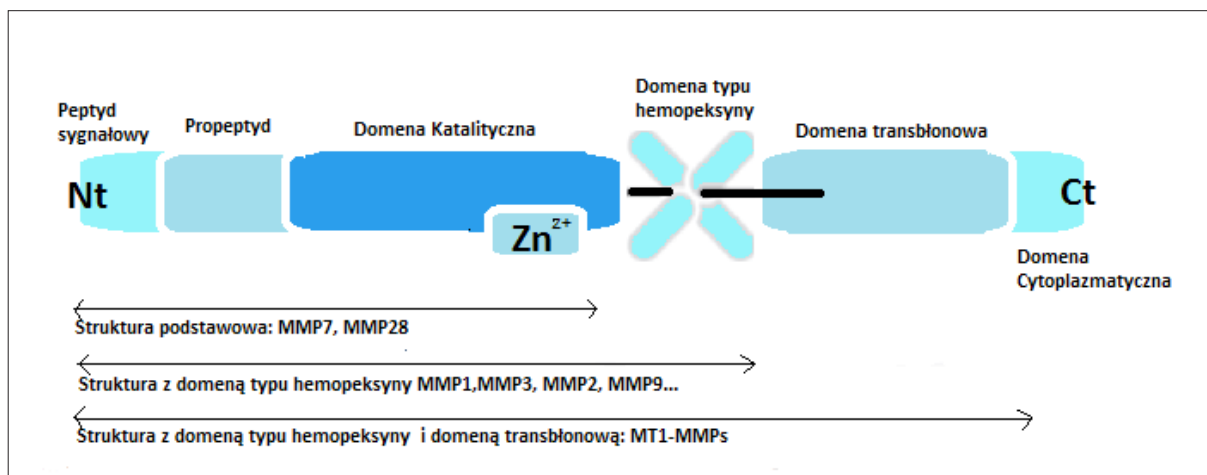 Peptyd
sygnałowy
Propeptyd
Domena Katalityczna
Domena typu
hemopeksyny
Domena transbłonowa
Nt
Zn²⁺
Ct
Domena
Cytoplazmatyczna
Struktura podstawowa: MMP7, MMP28
Struktura z domeną typu hemopeksyny MMP1,MMP3, MMP2, MMP9...
Struktura z domeną typu hemopeksyny i domeną transbłonową: MT1-MMPs